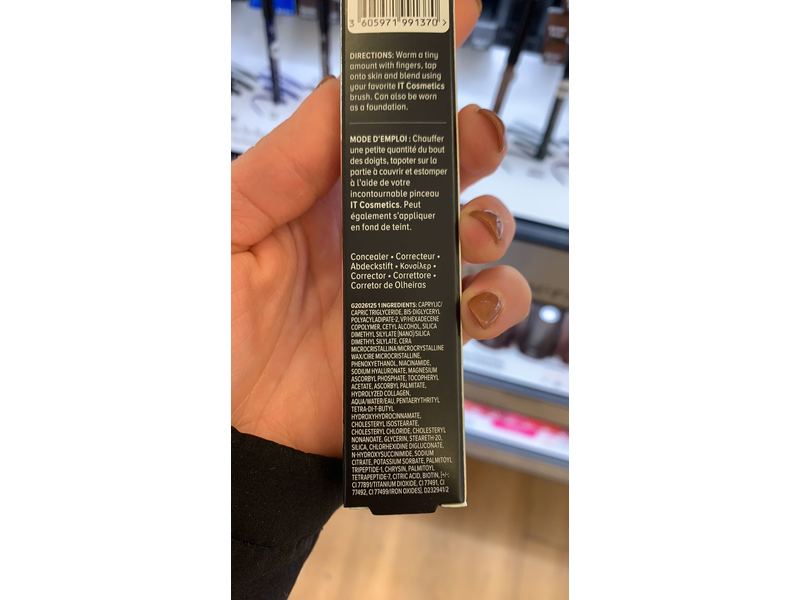 3 605971 991370 >
DIRECTIONS: Warm a tiny
amount with fingers, tap
onto skin and blend using
your favorite IT Cosmetics
brush. Can also be worn
as a foundation.
MODE D'EMPLOI : Chauffer
une petite quantité du bout
des doigts, tapoter sur la
partie à couvrir et estomper
à l'aide de votre
incontournable pinceau
IT Cosmetics. Peut
également s'appliquer
en fond de teint.
Concealer • Correcteur •
Abdeckstift • Κονσίλερ •
Corrector • Correttore •
Corretor de Olheiras
G2026125 1 INGREDIENTS: CAPRYLIC/
CAPRIC TRIGLYCERIDE, BIS-DIGLYCERYL
POLYACYLADIPATE-2, VP/HEXADECENE
COPOLYMER, CETYL ALCOHOL, SILICA
DIMETHYL SILYLATE [NANO]/SILICA
DIMETHYL SILYLATE, CERA
MICROCRISTALLINA/MICROCRYSTALLINE
WAX/CIRE MICROCRISTALLINE,
PHENOXYETHANOL, NIACINAMIDE,
SODIUM HYALURONATE, MAGNESIUM
ASCORBYL PHOSPHATE, TOCOPHERYL
ACETATE, ASCORBYL PALMITATE,
HYDROLYZED COLLAGEN,
AQUA/WATER/EAU, PENTAERYTHRITYL
TETRA-DI-T-BUTYL
HYDROXYHYDROCINNAMATE,
CHOLESTERYL ISOSTEARATE,
CHOLESTERYL CHLORIDE, CHOLESTERYL
NONANOATE, GLYCERIN, STEARETH-20,
SILICA, CHLORHEXIDINE DIGLUCONATE,
N-HYDROXYSUCCINIMIDE, SODIUM
CITRATE, POTASSIUM SORBATE, PALMITOYL
TRIPEPTIDE-1, CHRYSIN, PALMITOYL
TETRAPEPTIDE-7, CITRIC ACID, BIOTIN, [+/-:
CI 77891/TITANIUM DIOXIDE, CI 77491, CI
77492, CI 77499/IRON OXIDES]. D232941/2